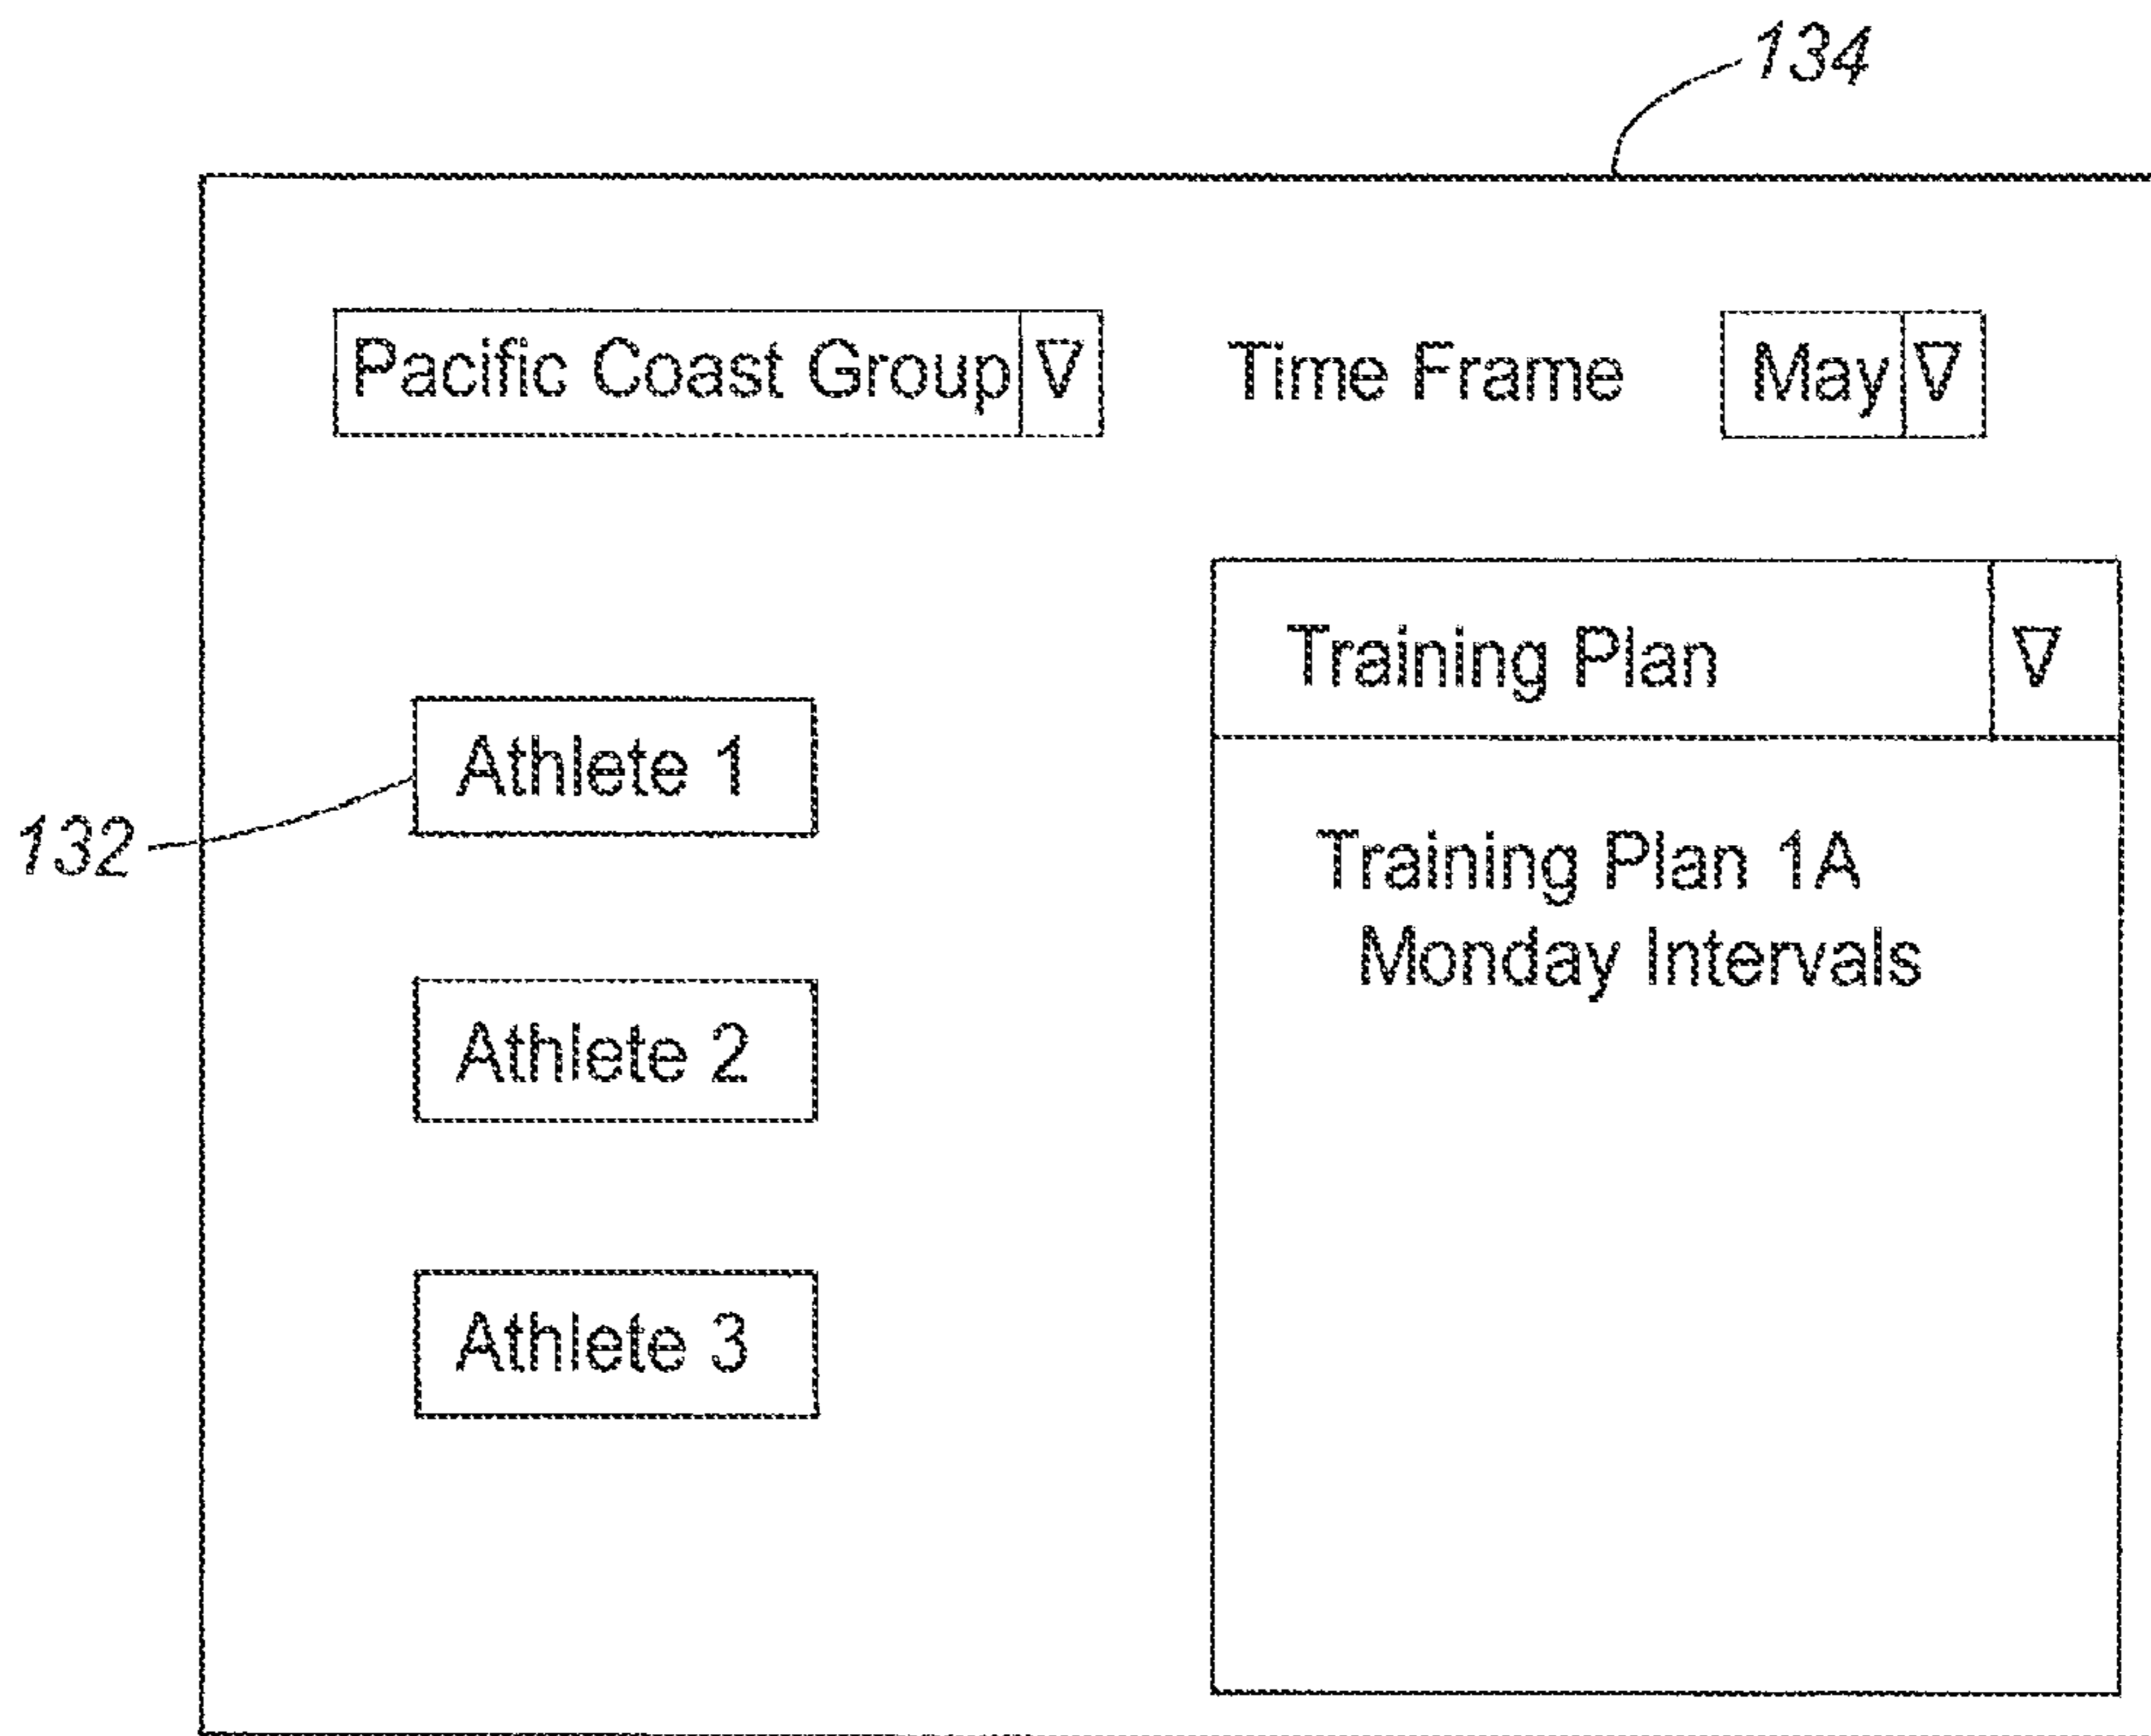 134
Pacific Coast Group
Time Frame
May
Training Plan
Athlete 1
132
Training Plan 1A
Monday Intervals
Athlete 2
Athlete 3